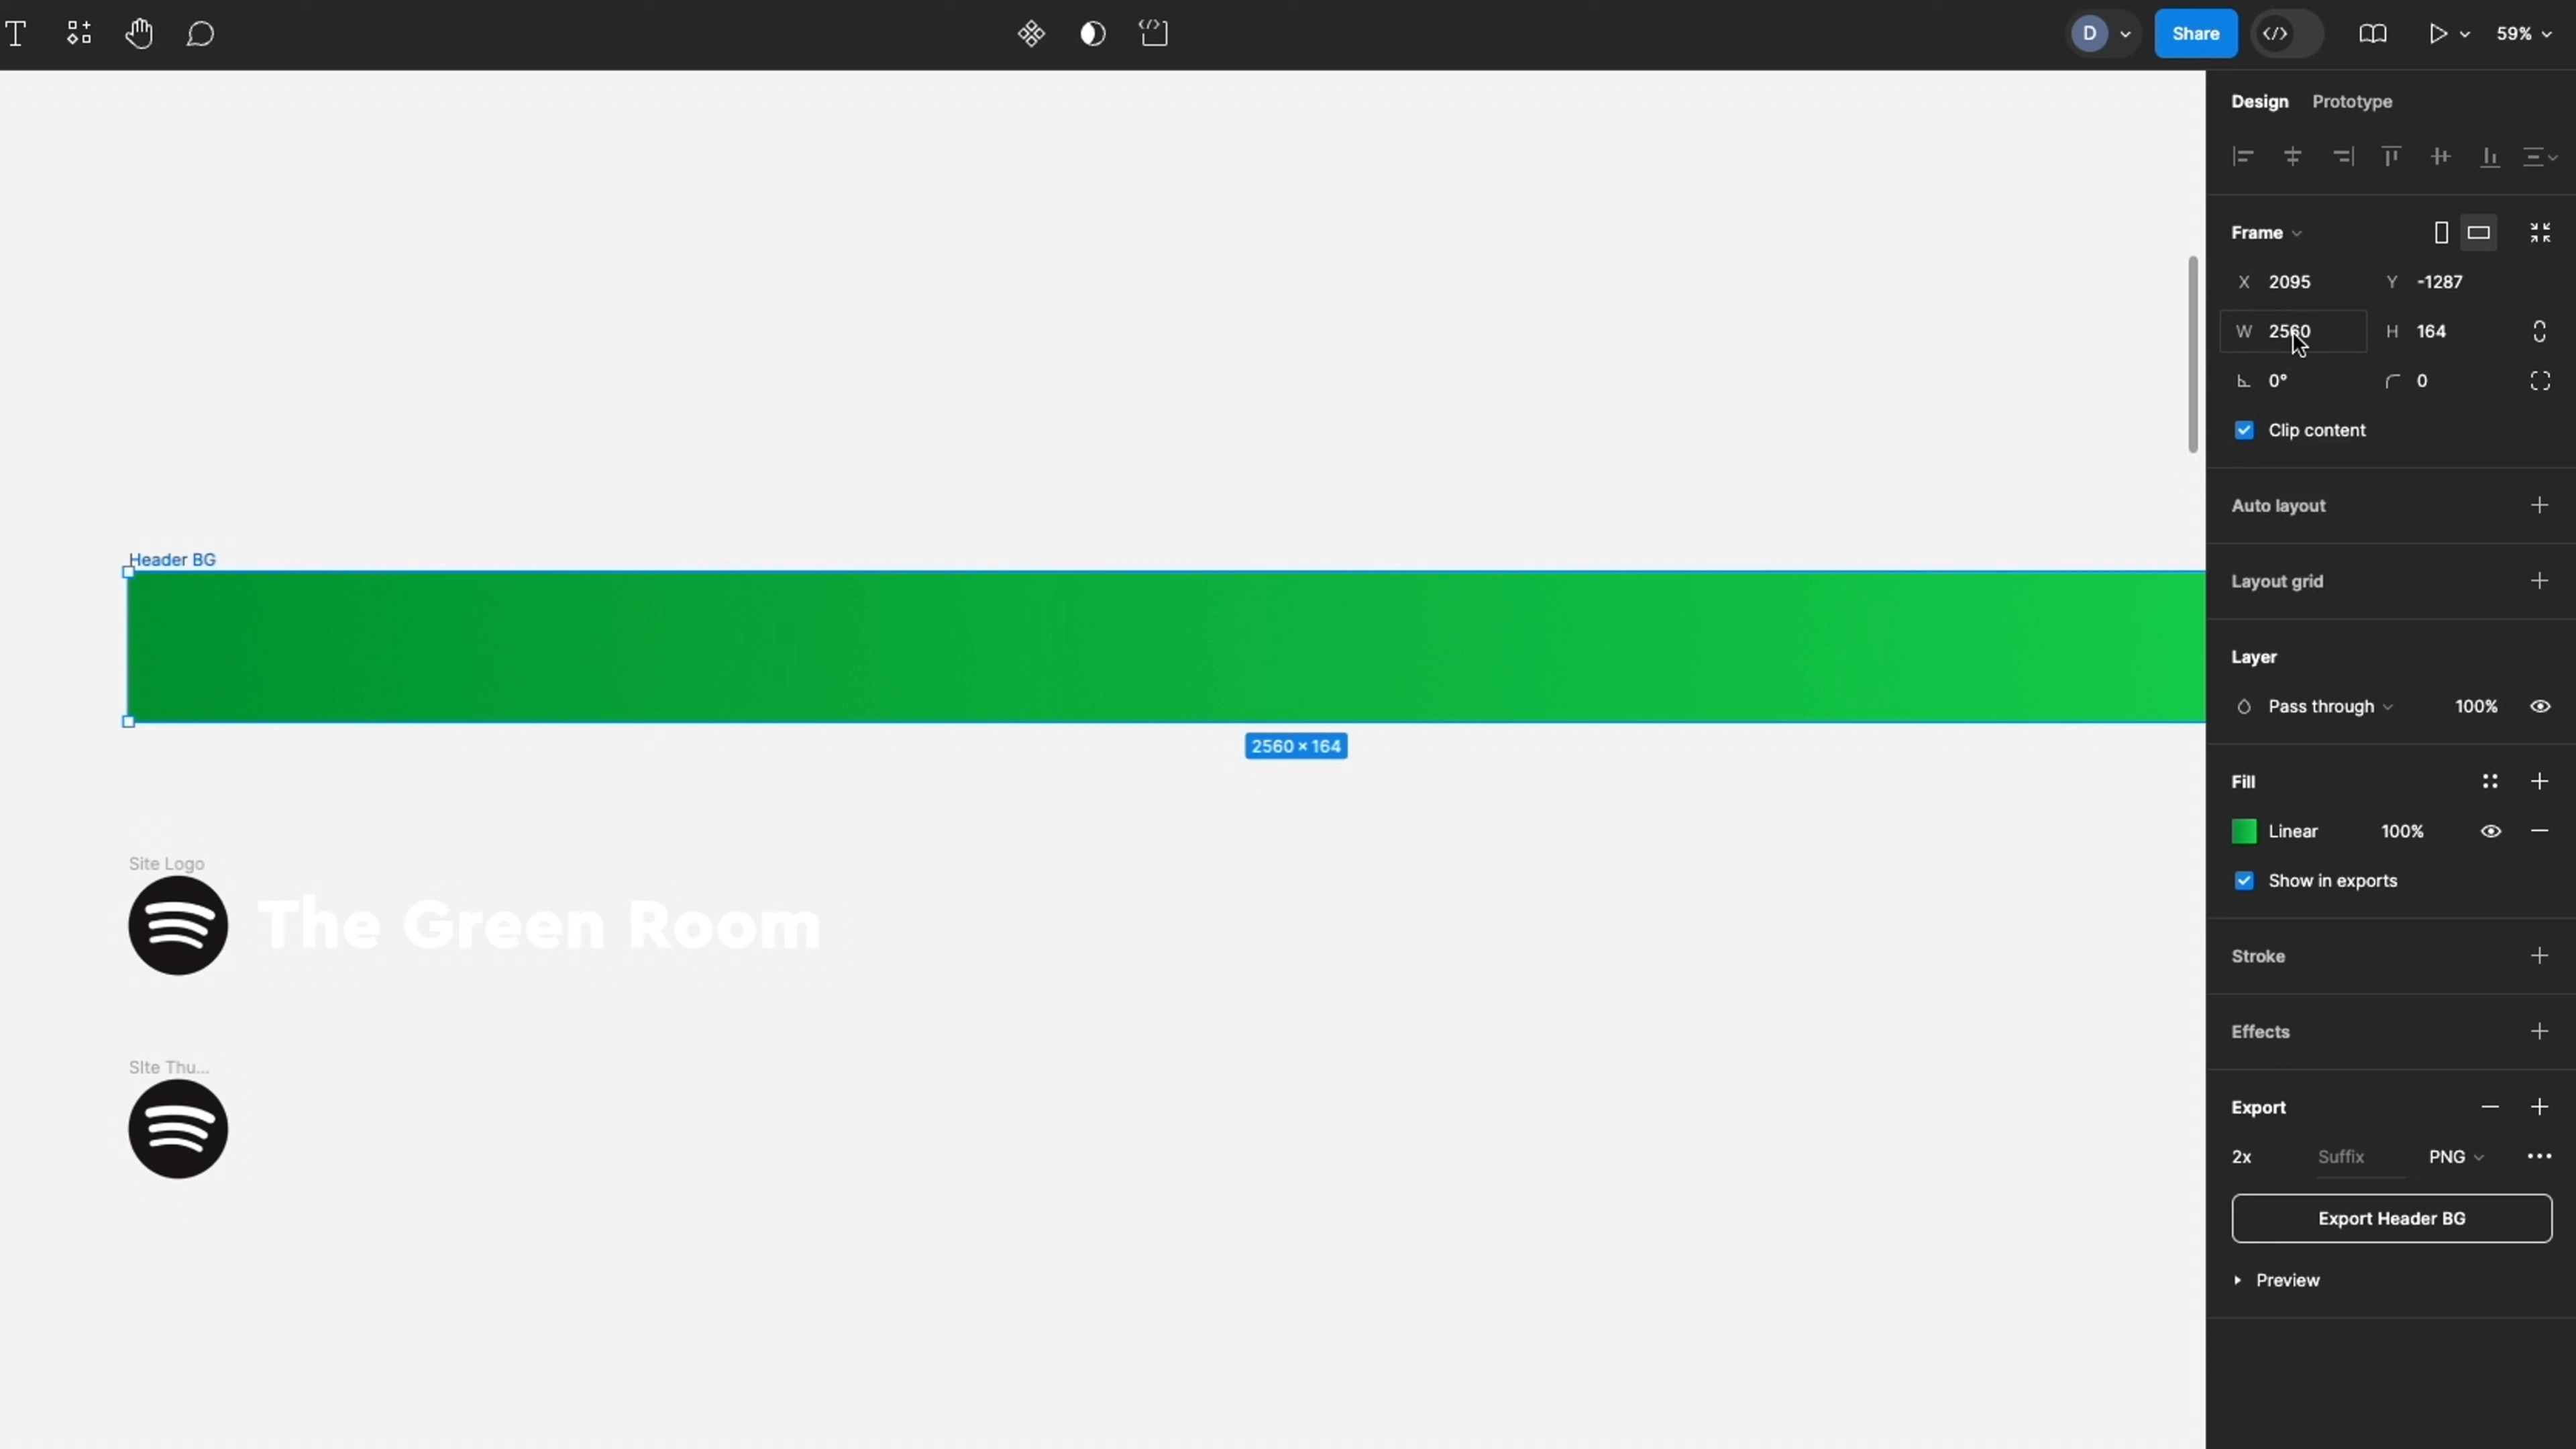 D
Share
59%
Design Prototype
Frame
X 2095 Y -1287
W 2560 H 164
0° 0
Clip content
Auto layout
Layout grid
Header BG
Layer
Pass through 100%
2560 × 164
Fill
Linear 100%
Site Logo
Show in exports
The Green Room
Stroke
Effects
SIte Thu...
Export
2x Suffix PNG
Export Header BG
Preview